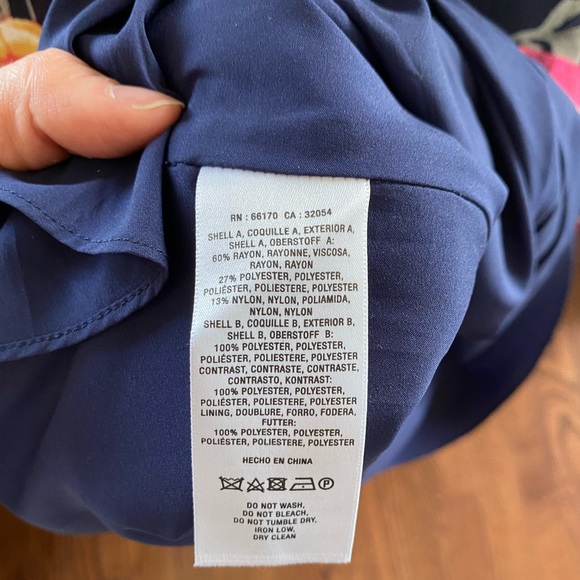 RN : 66170 CA : 32054
SHELL A, COQUILLE A, EXTERIOR A,
SHELL A, OBERSTOFF A:
60% RAYON, RAYONNE, VISCOSA,
RAYON, RAYON
27% POLYESTER, POLYESTER,
POLIÉSTER, POLIESTERE, POLYESTER
13% NYLON, NYLON, POLIAMIDA,
NYLON, NYLON
SHELL B, COQUILLE B, EXTERIOR B,
SHELL B, OBERSTOFF B:
100% POLYESTER, POLYESTER,
POLIÉSTER, POLIESTERE, POLYESTER
CONTRAST, CONTRASTE, CONTRASTE,
CONTRASTO, KONTRAST:
100% POLYESTER, POLYESTER,
POLIÉSTER, POLIESTERE, POLYESTER
LINING, DOUBLURE, FORRO, FODERA,
FUTTER:
100% POLYESTER, POLYESTER,
POLIÉSTER, POLIESTERE, POLYESTER
HECHO EN CHINA
DO NOT WASH,
DO NOT BLEACH,
DO NOT TUMBLE DRY,
IRON LOW,
DRY CLEAN